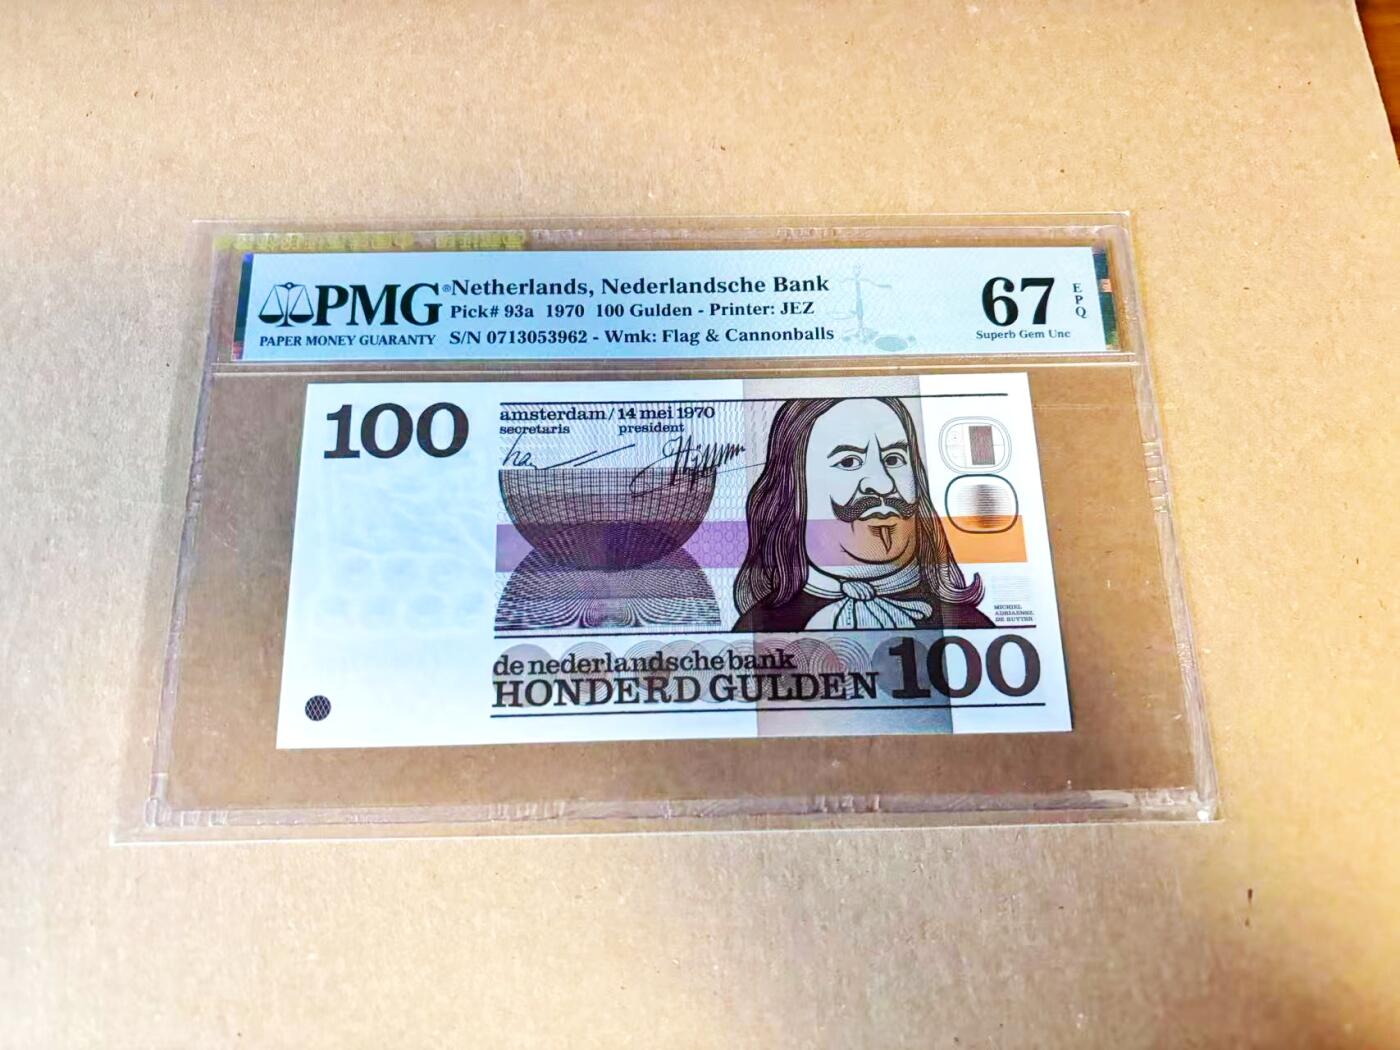 PMG®
PAPER MONEY GUARANTY
Netherlands, Nederlandsche Bank
Pick# 93a 1970 100 Gulden - Printer: JEZ
S/N 0713053962 - Wmk: Flag & Cannonballs
67
EPQ
Superb Gem Unc
100
amsterdam/14 mei 1970
secretaris president
MICHIEL
ADRIAENSZ.
DE RUYTER
de nederlandsche bank
HONDERD GULDEN 100